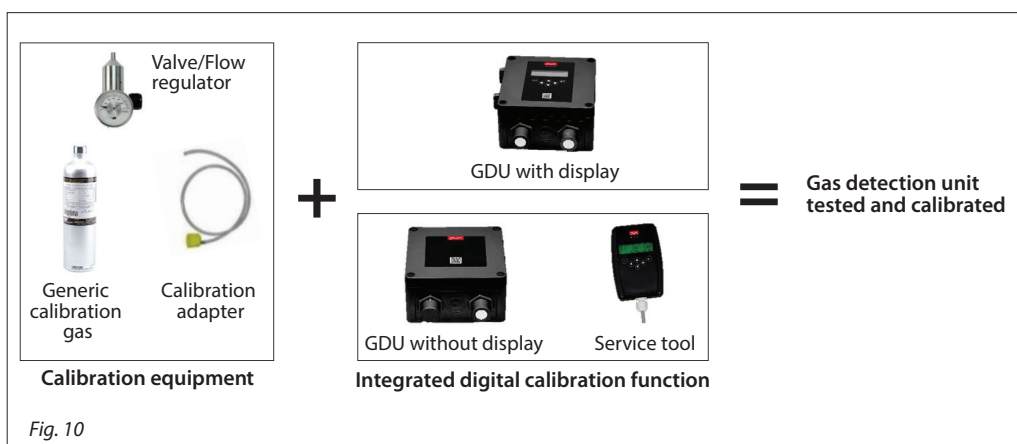 Valve/Flow
regulator
Generic
calibration
gas
Calibration
adapter
Calibration equipment
+
GDU with display
GDU without display
Service tool
Integrated digital calibration function
=
Gas detection unit
tested and calibrated
Fig. 10